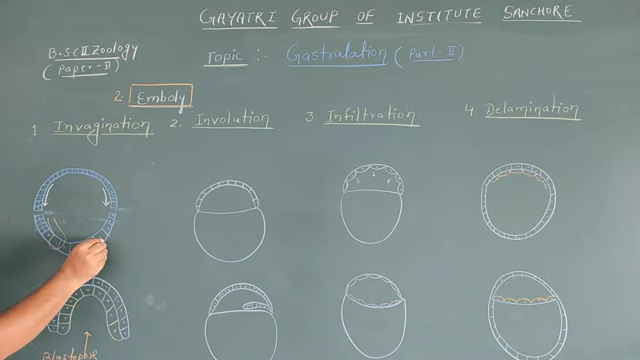 GAYATRI GROUP OF INSTITUTE SANCHORE
B.SC II Zoology
(Paper-II)
Topic :- Gastrulation (Part-II)
2. Emboly
1 Invagination
2. Involution
3 Infiltration
4. Delamination
Blastopore